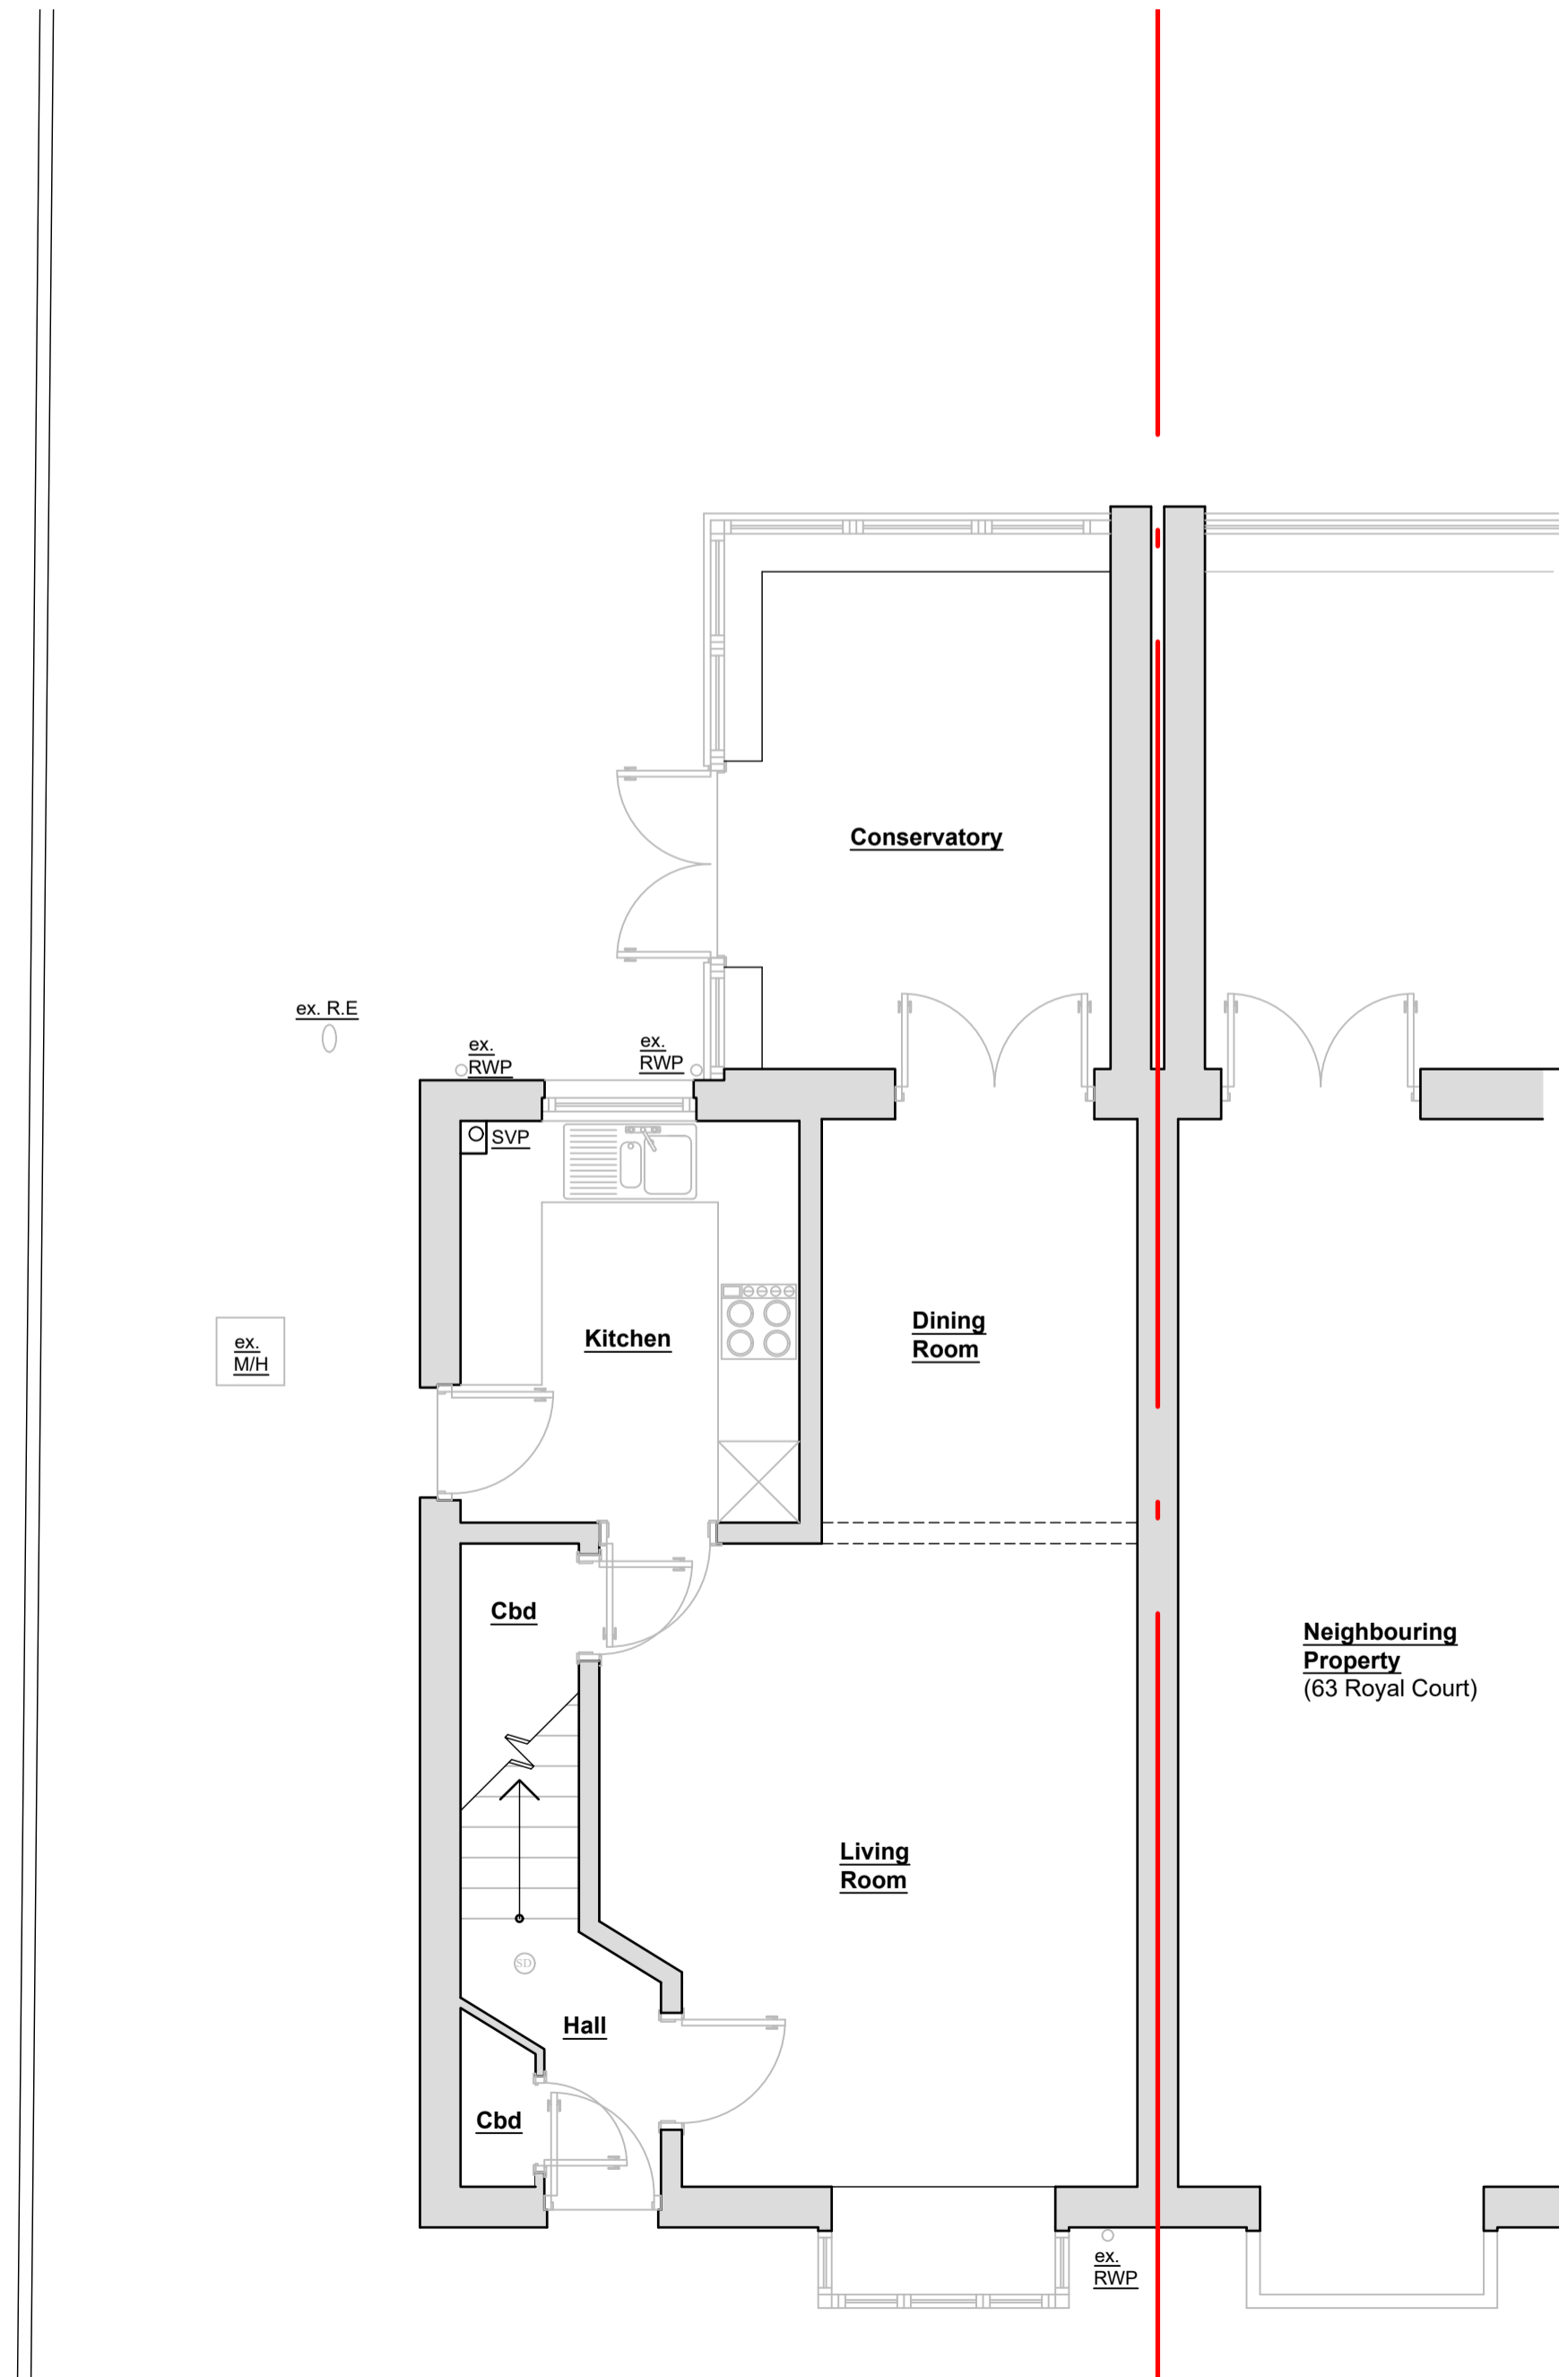 Conservatory
ex. R.E
ex.
RWP
ex.
RWP
SVP
Kitchen
Dining
Room
ex.
M/H
Cbd
Neighbouring
Property
(63 Royal Court)
Living
Room
SD
Hall
Cbd
ex.
RWP